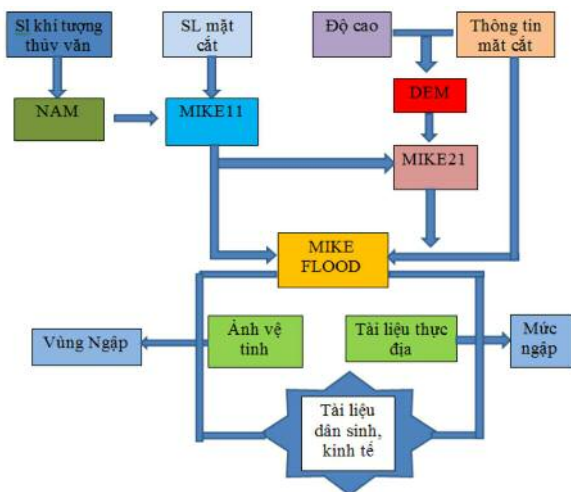 Sl khí tượng
thủy văn
SL mặt
cắt
Độ cao
Thông tin
măt cắt
NAM
MIKE11
DEM
MIKE21
MIKE
FLOOD
Vùng Ngập
Ảnh vệ
tinh
Tài liệu thực
địa
Mức
ngập
Tài liệu
dân sinh,
kinh tế